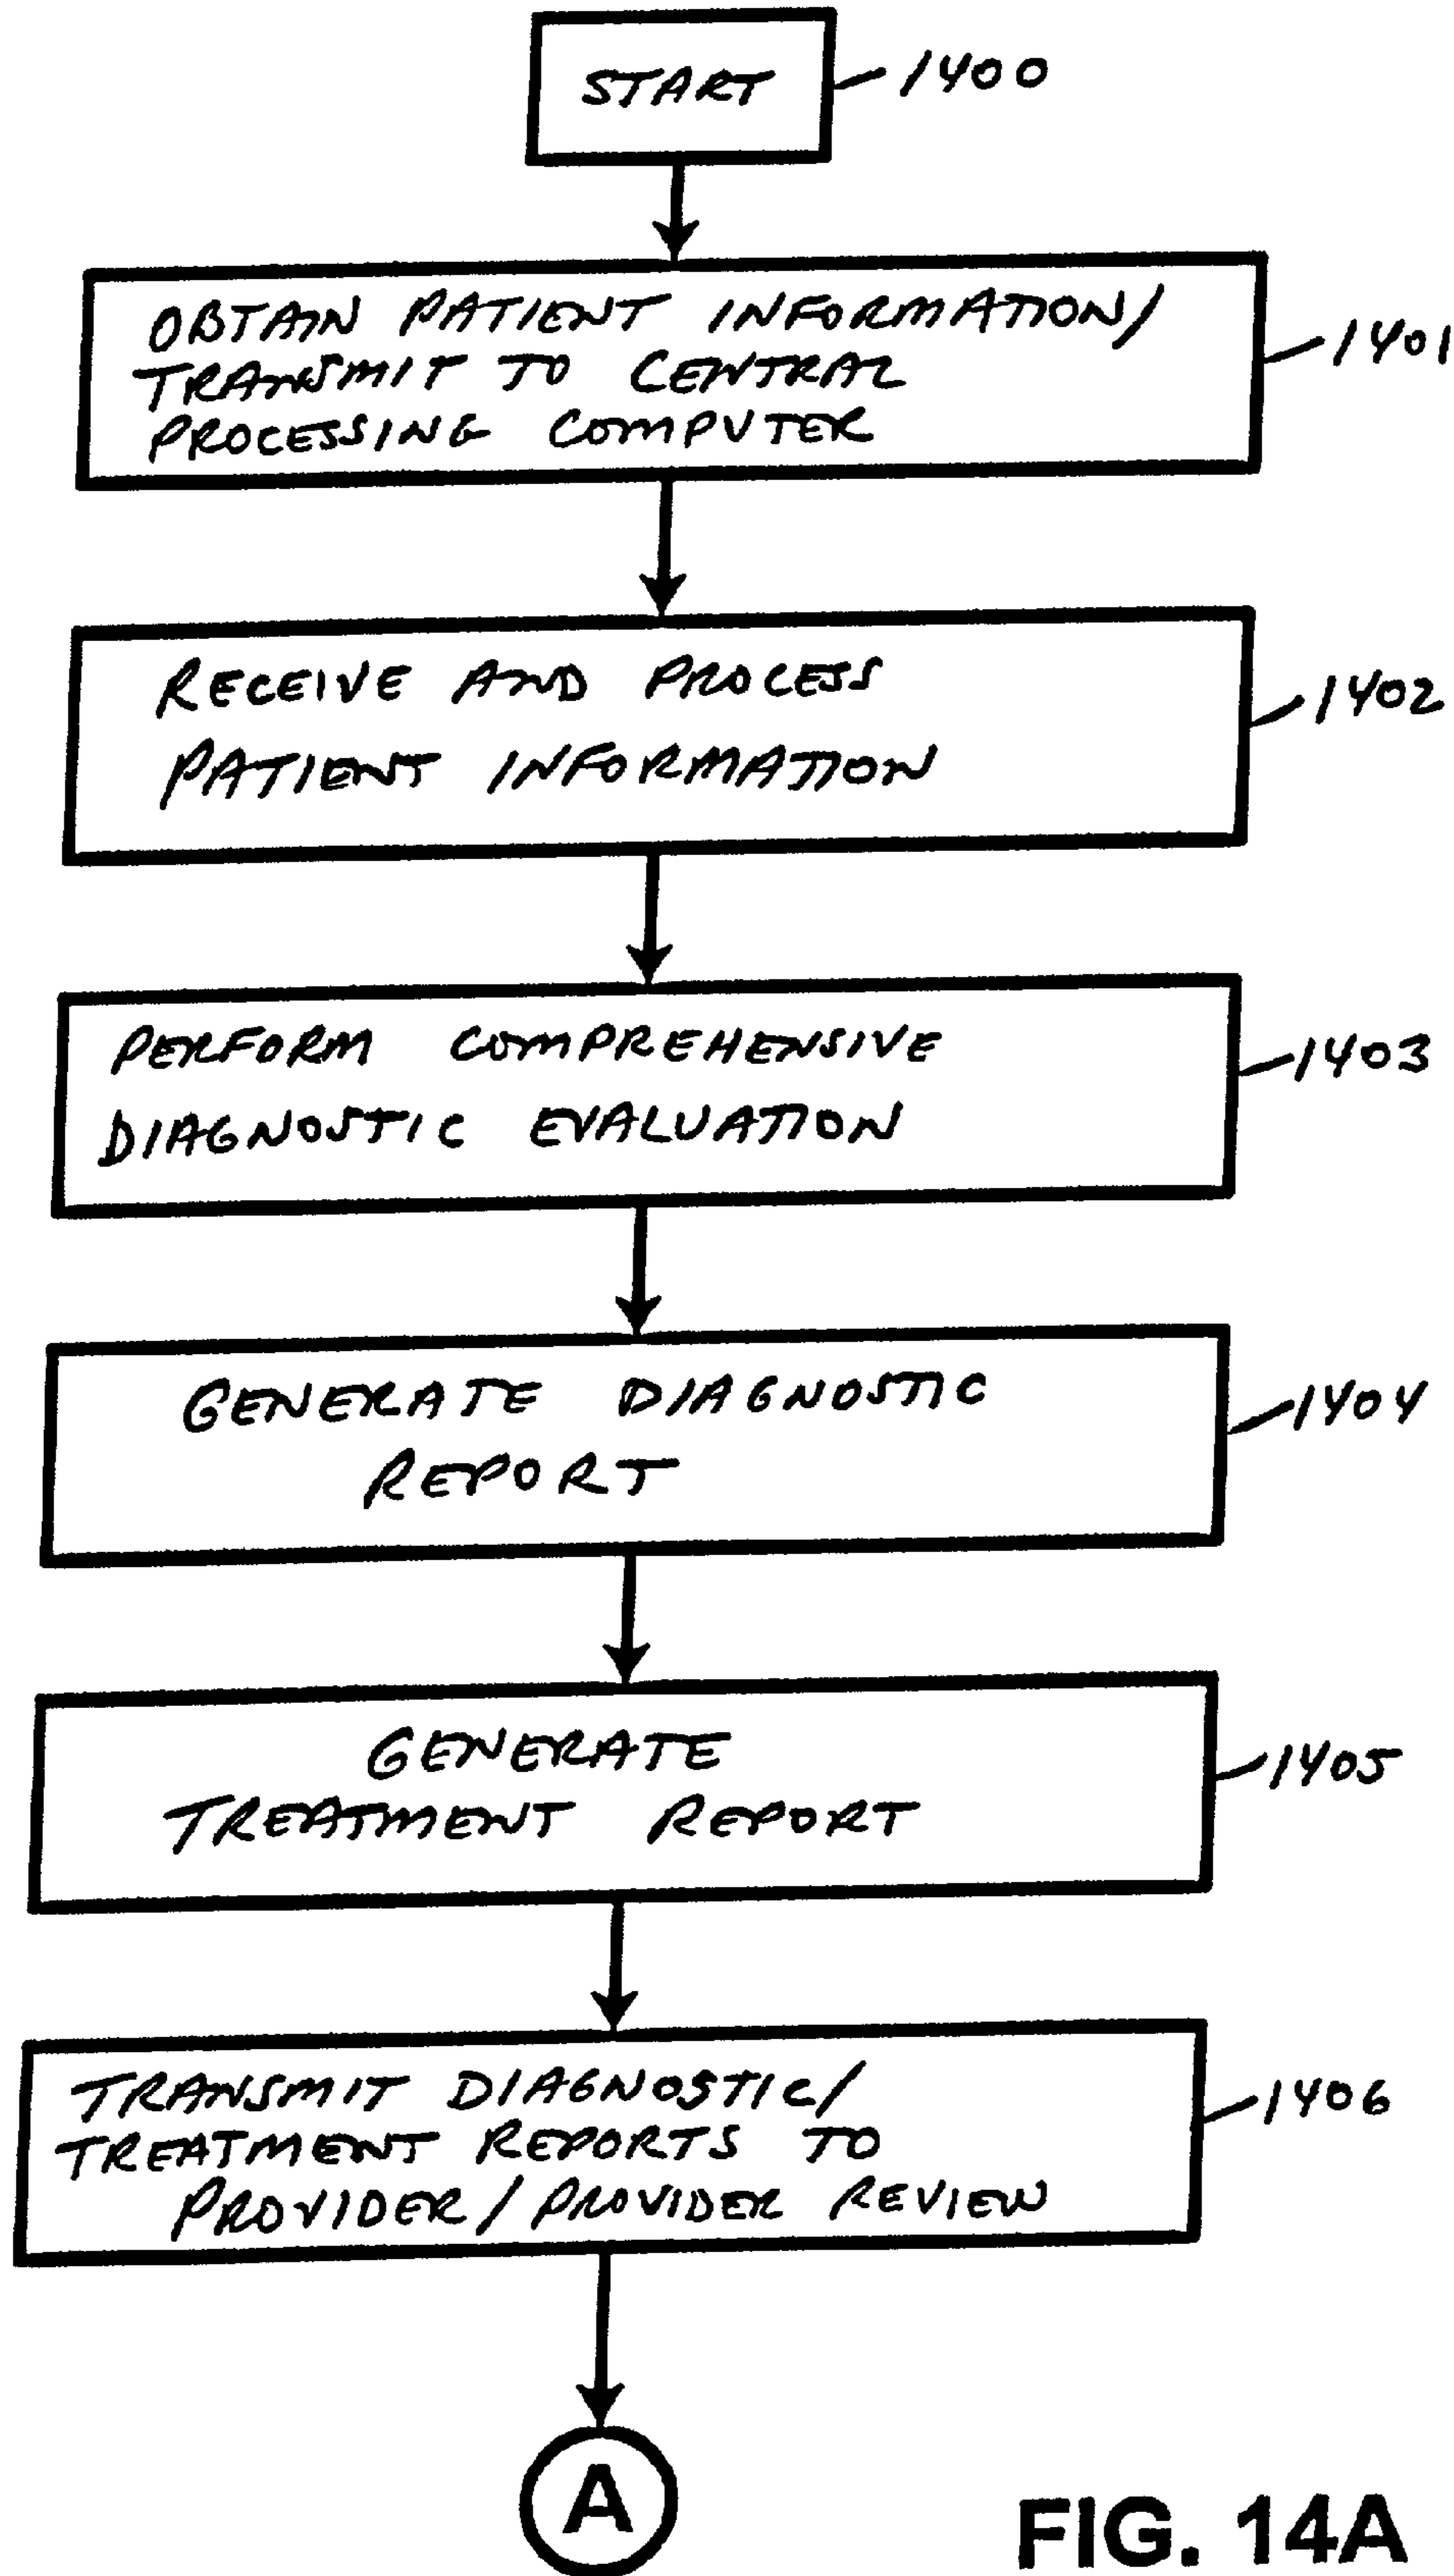 START
1400
OBTAIN PATIENT INFORMATION/
TRANSMIT TO CENTRAL
PROCESSING COMPUTER
1401
RECEIVE AND PROCESS
PATIENT INFORMATION
1402
PERFORM COMPREHENSIVE
DIAGNOSTIC EVALUATION
1403
GENERATE DIAGNOSTIC
REPORT
1404
GENERATE
TREATMENT REPORT
1405
TRANSMIT DIAGNOSTIC/
TREATMENT REPORTS TO
PROVIDER/PROVIDER REVIEW
1406
A
FIG. 14A